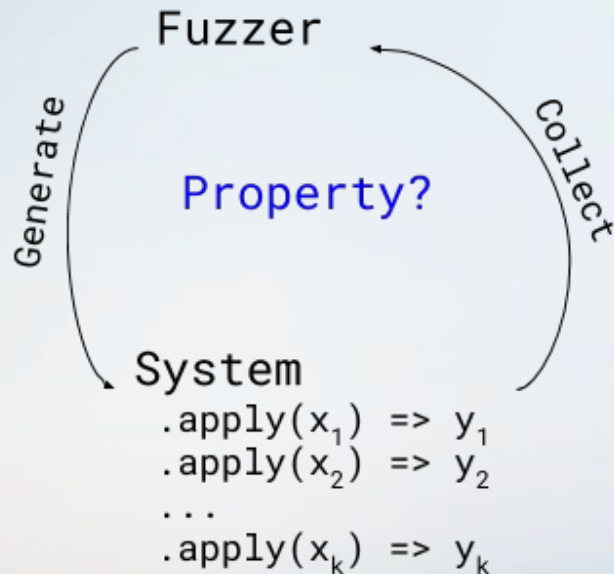 Fuzzer
Generate
Collect
Property?
System
.apply(x₁) => y₁
.apply(x₂) => y₂
...
.apply(xₖ) => yₖ